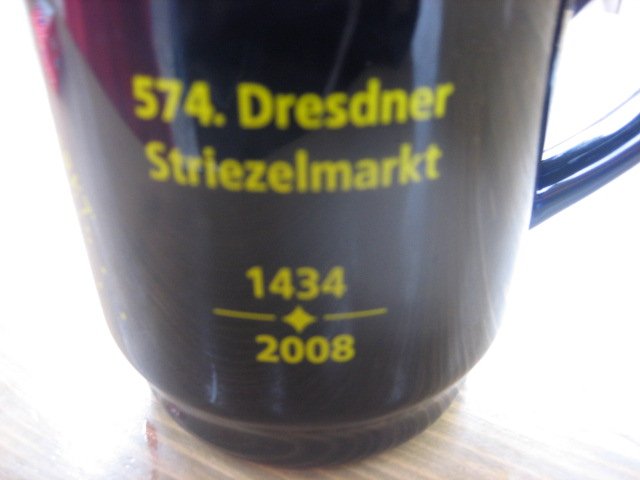 574. Dresdner
Striezelmarkt
1434
2008